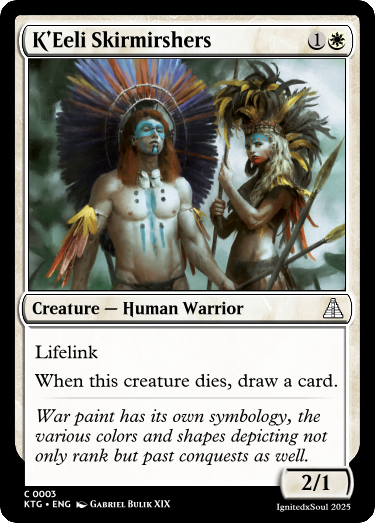 K'Eeli Skirmirshers 1
Creature — Human Warrior
Lifelink
When this creature dies, draw a card.
War paint has its own symbology, the
various colors and shapes depicting not
only rank but past conquests as well.
2/1
C 0003
KTG • ENG Gabriel Bulik XIX
IgnitedxSoul 2025